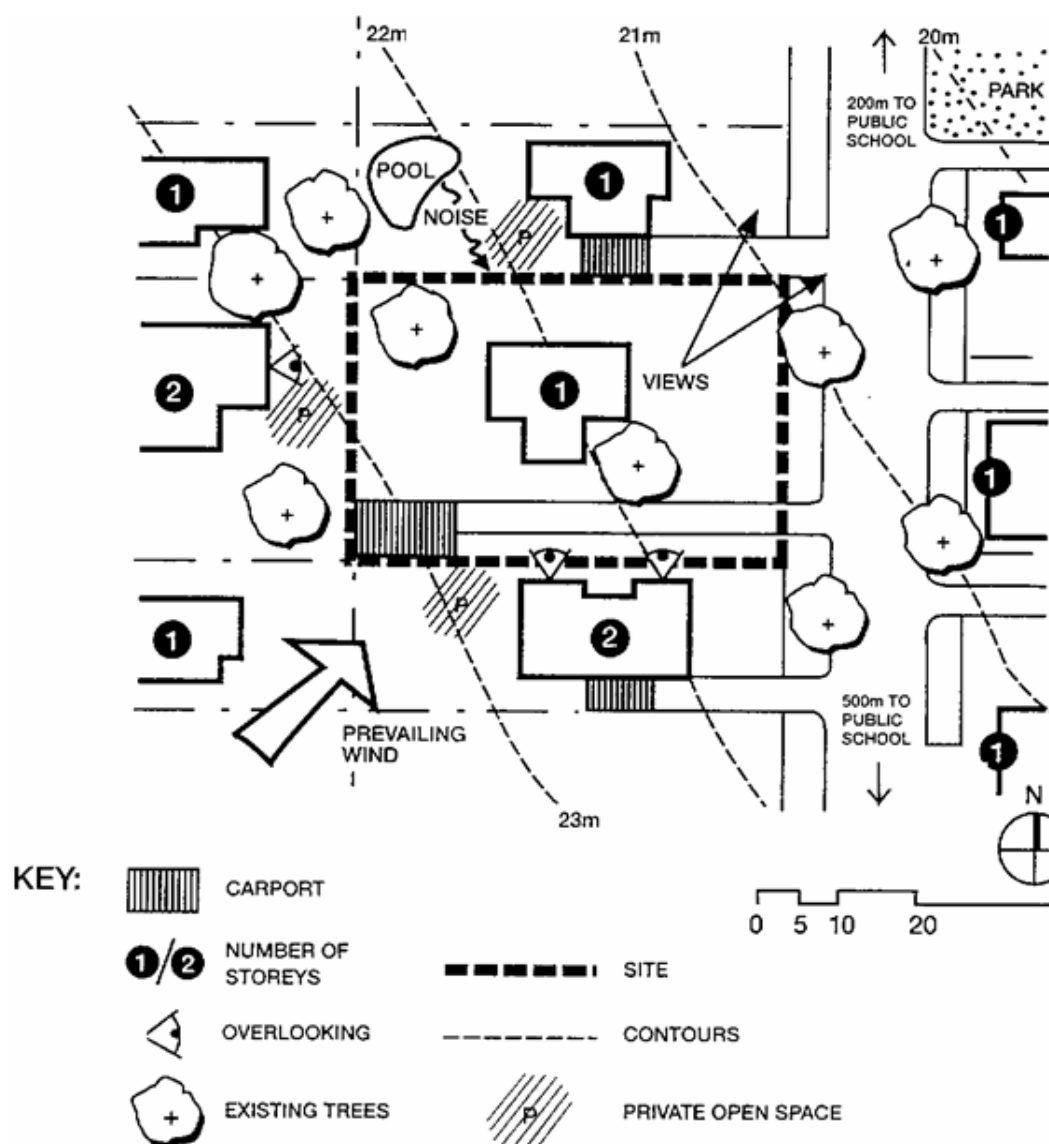 22m
21m
20m
PARK
200m TO
PUBLIC
SCHOOL
POOL
1
1
NOISE
P
1
VIEWS
2
P
1
1
P
2
1
500m TO
PUBLIC
SCHOOL
1
PREVAILING
WIND
23m
N
KEY:
CARPORT
0 5 10 20
1/2
NUMBER OF
STOREYS
SITE
OVERLOOKING
CONTOURS
EXISTING TREES
P
PRIVATE OPEN SPACE